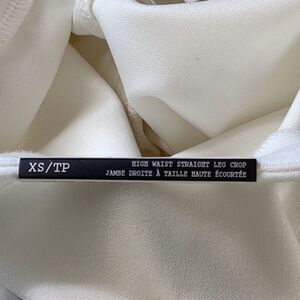 XS/TP
HIGH WAIST STRAIGHT LEG CROP
JAMBE DROITE À TAILLE HAUTE ÉCOURTÉE